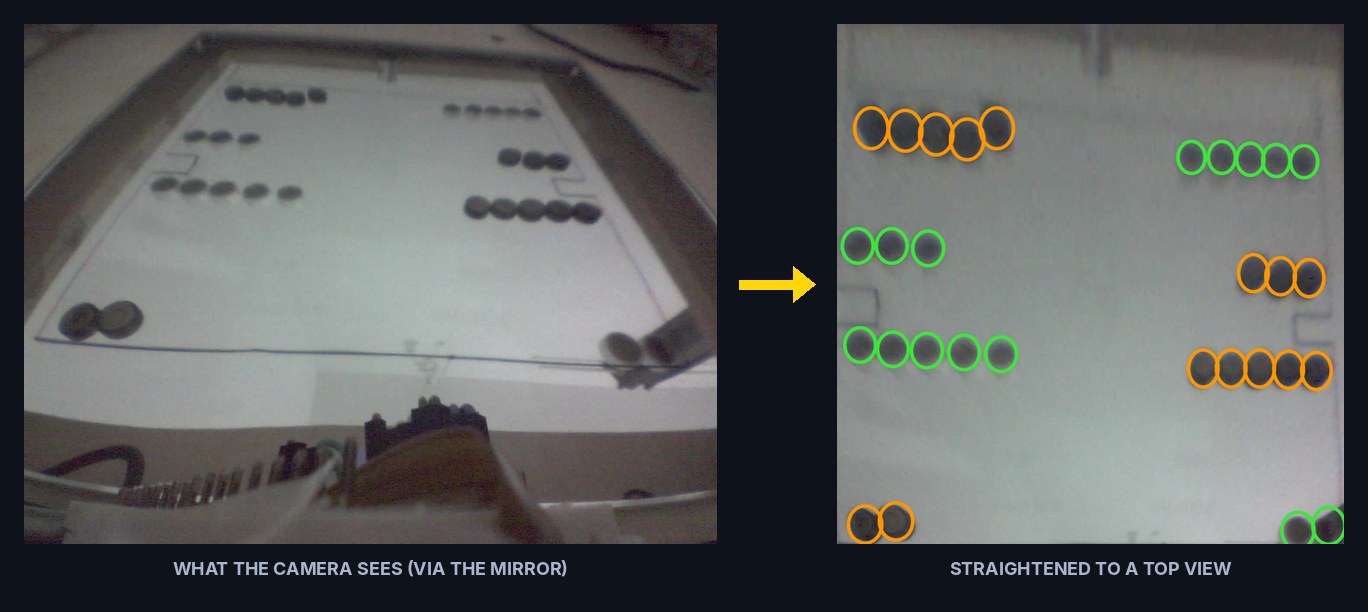 WHAT THE CAMERA SEES (VIA THE MIRROR)
STRAIGHTENED TO A TOP VIEW